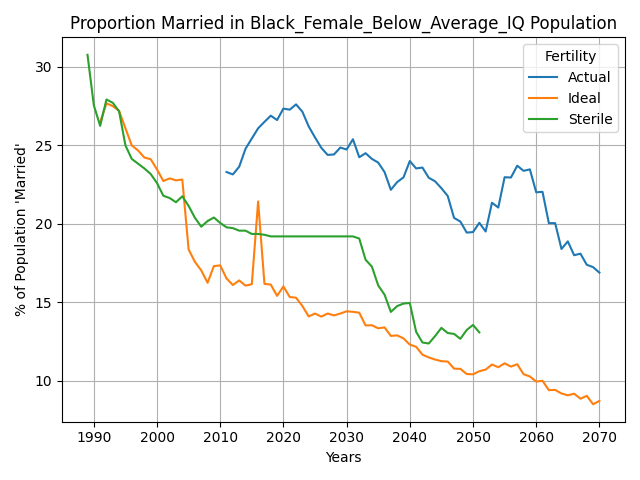 Proportion Married in Black_Female_Below_Average_IQ Population
% of Population 'Married'
30
25
20
15
10
Fertility
Actual
Ideal
Sterile
1990 2000 2010 2020 2030 2040 2050 2060 2070
Years